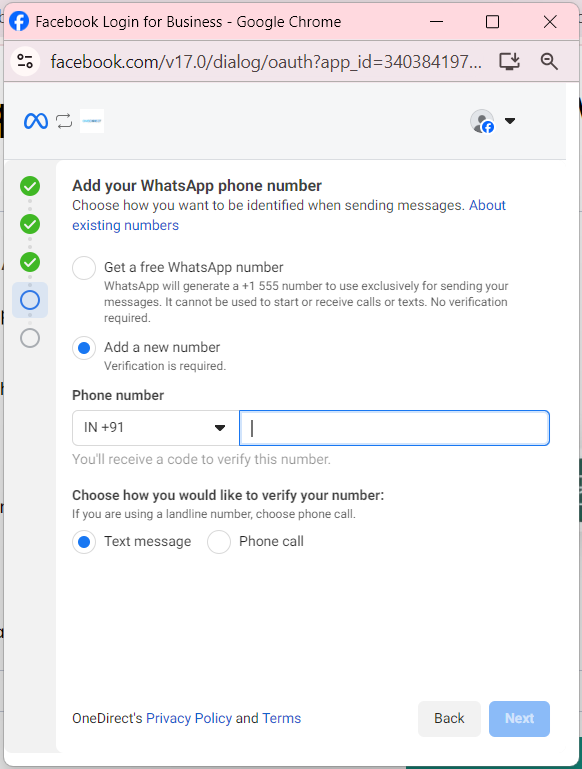 Facebook Login for Business - Google Chrome
facebook.com/v17.0/dialog/oauth?app_id=340384197...
Add your WhatsApp phone number
Choose how you want to be identified when sending messages. About
existing numbers
Get a free WhatsApp number
WhatsApp will generate a +1 555 number to use exclusively for sending your
messages. It cannot be used to start or receive calls or texts. No verification
required.
Add a new number
Verification is required.
Phone number
IN +91
You'll receive a code to verify this number.
Choose how you would like to verify your number:
If you are using a landline number, choose phone call.
Text message
Phone call
OneDirect's Privacy Policy and Terms
Back
Next